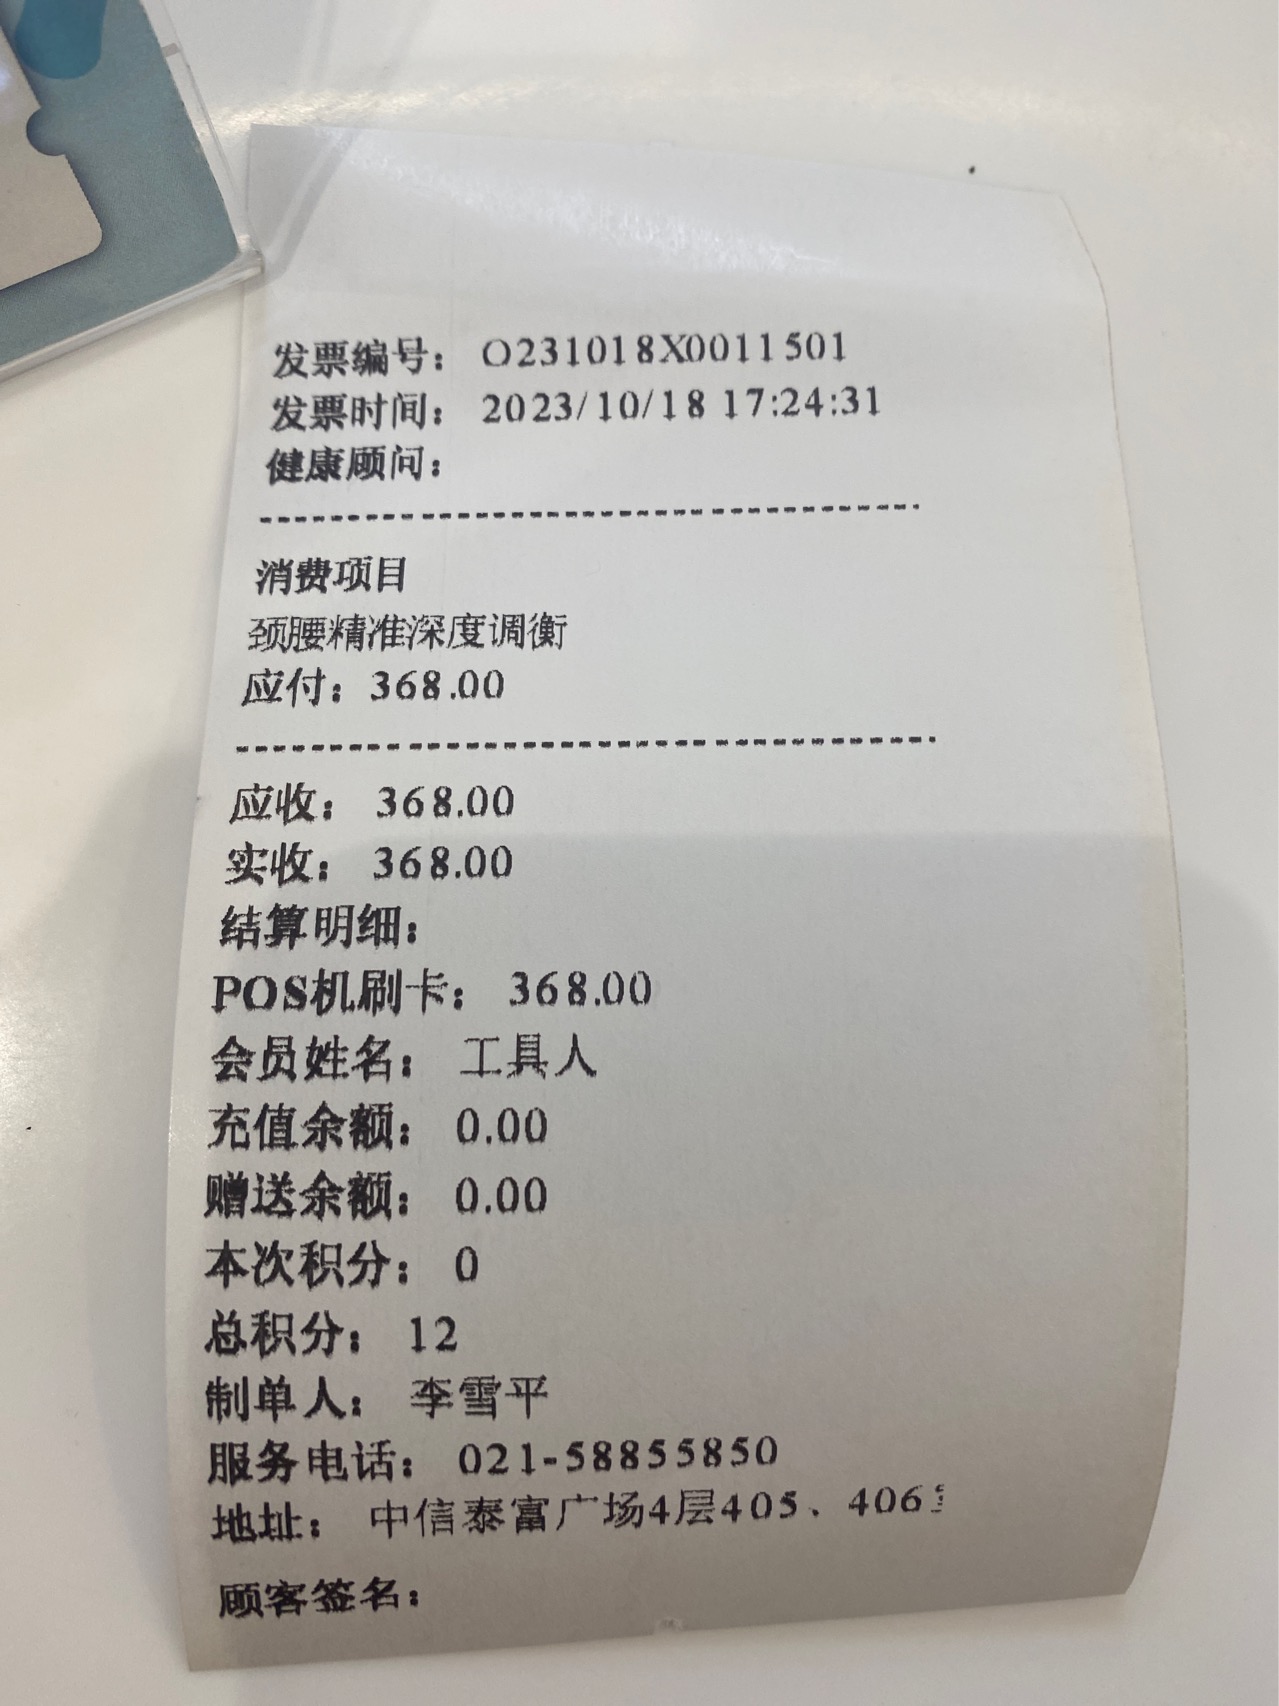 发票编号： O231018X0011501
发票时间： 2023/10/18 17:24:31
健康顾问：
消费项目
颈腰精准深度调衡
应付：368.00
应收： 368.00
实收： 368.00
结算明细：
POS机刷卡： 368.00
会员姓名： 工具人
充值余额： 0.00
赠送余额： 0.00
本次积分： 0
总积分： 12
制单人： 李雪平
服务电话： 021-58855850
地址： 中信泰富广场4层405、406
顾客签名：